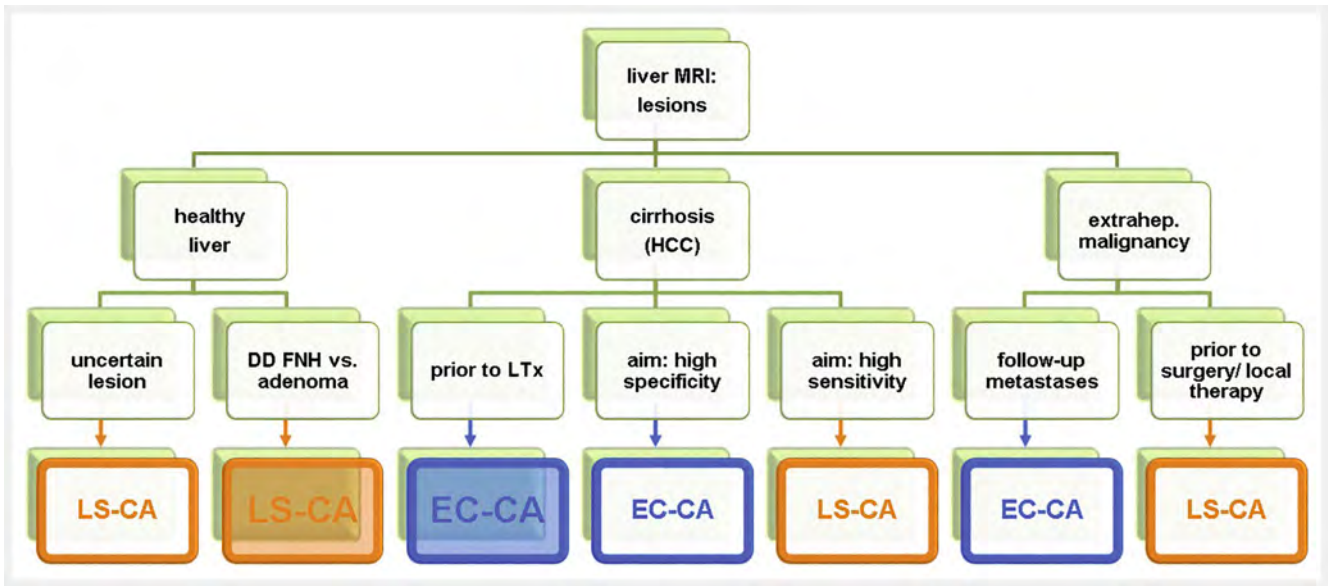 liver MRI:
lesions
healthy
liver
cirrhosis
(HCC)
extrahep.
malignancy
uncertain
lesion
DD FNH vs.
adenoma
prior to LTx
aim: high
specificity
aim: high
sensitivity
follow-up
metastases
prior to
surgery/ local
therapy
LS-CA
LS-CA
EC-CA
EC-CA
LS-CA
EC-CA
LS-CA